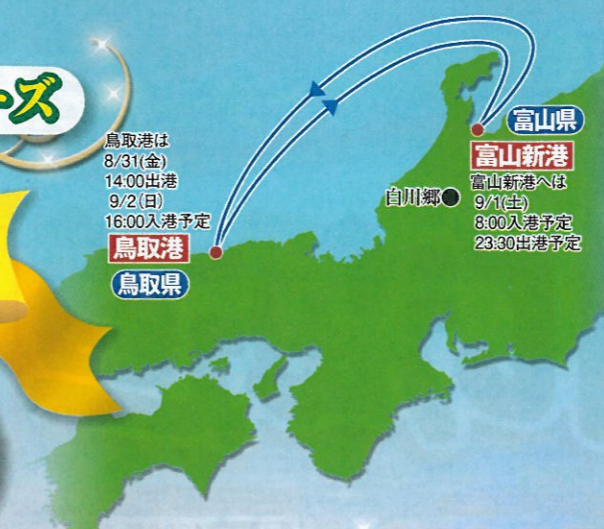 ーズ
鳥取港は
8/31(金)
14:00出港
9/2(日)
16:00入港予定
鳥取港
鳥取県
富山県
富山新港
富山新港へは
9/1(土)
8:00入港予定
23:30出港予定
白川郷